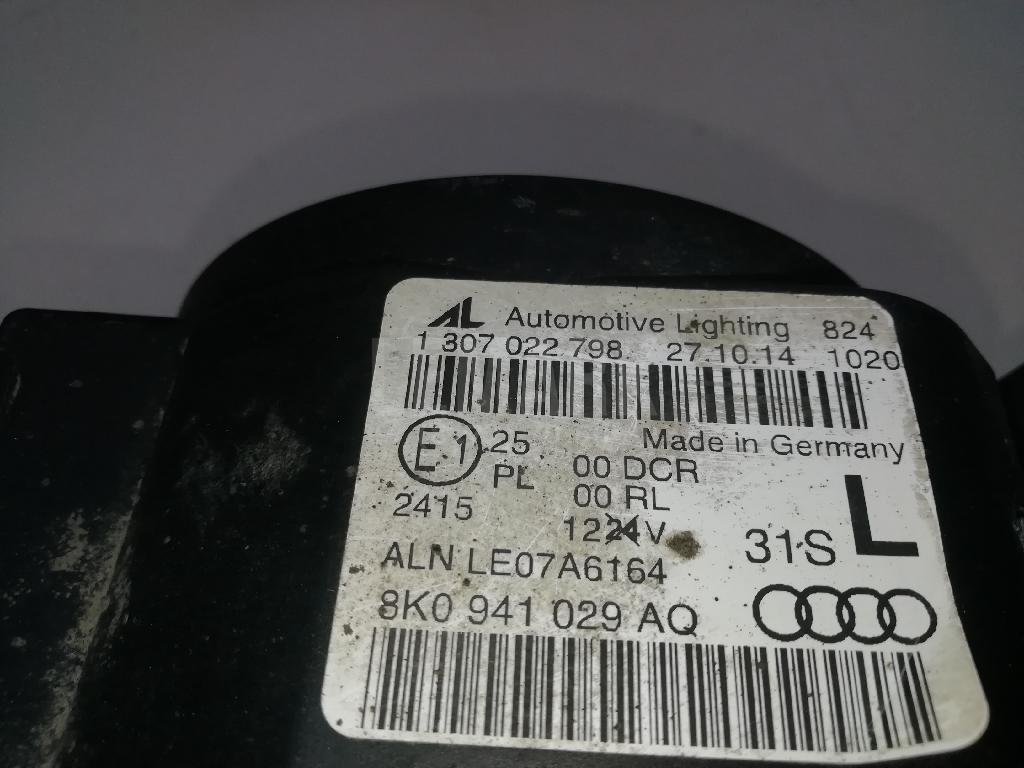 AL Automotive Lighting 824
1 307 022 798 27.10.14 1020
Made in Germany
E1 25
PL 00 DCR
2415 00 RL
1224V
31S L
ALN LE07A6164
8K0 941 029 AQ